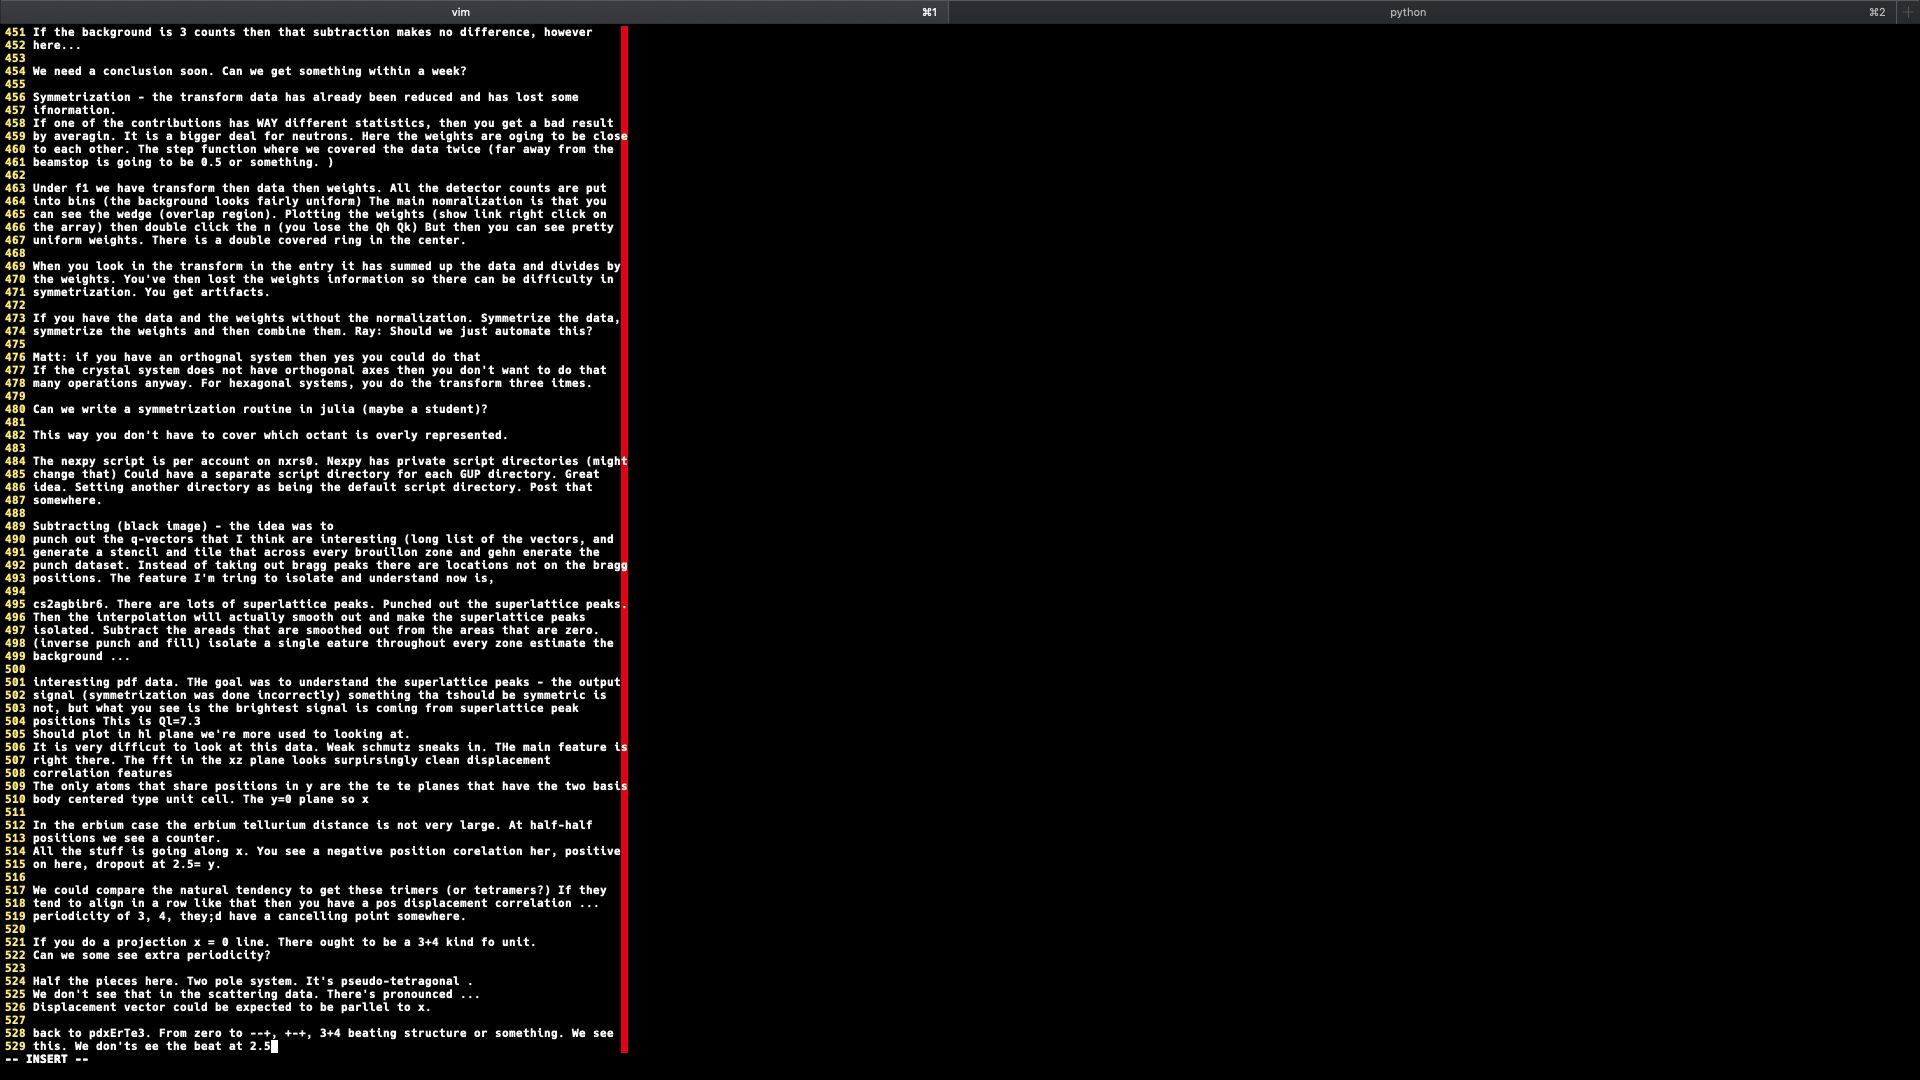 vim ⌘1 python ⌘2 +
451 If the background is 3 counts then that subtraction makes no difference, however
452 here...
453
454 We need a conclusion soon. Can we get something within a week?
455
456 Symmetrization - the transform data has already been reduced and has lost some
457 ifnormation.
458 If one of the contributions has WAY different statistics, then you get a bad result
459 by averagin. It is a bigger deal for neutrons. Here the weights are oging to be close
460 to each other. The step function where we covered the data twice (far away from the
461 beamstop is going to be 0.5 or something. )
462
463 Under f1 we have transform then data then weights. All the detector counts are put
464 into bins (the background looks fairly uniform) The main nomralization is that you
465 can see the wedge (overlap region). Plotting the weights (show link right click on
466 the array) then double click the n (you lose the Qh Qk) But then you can see pretty
467 uniform weights. There is a double covered ring in the center.
468
469 When you look in the transform in the entry it has summed up the data and divides by
470 the weights. You've then lost the weights information so there can be difficulty in
471 symmetrization. You get artifacts.
472
473 If you have the data and the weights without the normalization. Symmetrize the data,
474 symmetrize the weights and then combine them. Ray: Should we just automate this?
475
476 Matt: if you have an orthognal system then yes you could do that
477 If the crystal system does not have orthogonal axes then you don't want to do that
478 many operations anyway. For hexagonal systems, you do the transform three itmes.
479
480 Can we write a symmetrization routine in julia (maybe a student)?
481
482 This way you don't have to cover which octant is overly represented.
483
484 The nexpy script is per account on nxrs0. Nexpy has private script directories (might
485 change that) Could have a separate script directory for each GUP directory. Great
486 idea. Setting another directory as being the default script directory. Post that
487 somewhere.
488
489 Subtracting (black image) - the idea was to
490 punch out the q-vectors that I think are interesting (long list of the vectors, and
491 generate a stencil and tile that across every brouillon zone and gehn enerate the
492 punch dataset. Instead of taking out bragg peaks there are locations not on the bragg
493 positions. The feature I'm tring to isolate and understand now is,
494
495 cs2agbibr6. There are lots of superlattice peaks. Punched out the superlattice peaks.
496 Then the interpolation will actually smooth out and make the superlattice peaks
497 isolated. Subtract the areads that are smoothed out from the areas that are zero.
498 (inverse punch and fill) isolate a single eature throughout every zone estimate the
499 background ...
500
501 interesting pdf data. THe goal was to understand the superlattice peaks - the output
502 signal (symmetrization was done incorrectly) something tha tshould be symmetric is
503 not, but what you see is the brightest signal is coming from superlattice peak
504 positions This is Ql=7.3
505 Should plot in hl plane we're more used to looking at.
506 It is very difficut to look at this data. Weak schmutz sneaks in. THe main feature is
507 right there. The fft in the xz plane looks surpirsingly clean displacement
508 correlation features
509 The only atoms that share positions in y are the te te planes that have the two basis
510 body centered type unit cell. The y=0 plane so x
511
512 In the erbium case the erbium tellurium distance is not very large. At half-half
513 positions we see a counter.
514 All the stuff is going along x. You see a negative position corelation her, positive
515 on here, dropout at 2.5= y.
516
517 We could compare the natural tendency to get these trimers (or tetramers?) If they
518 tend to align in a row like that then you have a pos displacement correlation ...
519 periodicity of 3, 4, they;d have a cancelling point somewhere.
520
521 If you do a projection x = 0 line. There ought to be a 3+4 kind fo unit.
522 Can we some see extra periodicity?
523
524 Half the pieces here. Two pole system. It's pseudo-tetragonal .
525 We don't see that in the scattering data. There's pronounced ...
526 Displacement vector could be expected to be parllel to x.
527
528 back to pdxErTe3. From zero to --+, +-+, 3+4 beating structure or something. We see
529 this. We don'ts ee the beat at 2.5
-- INSERT --